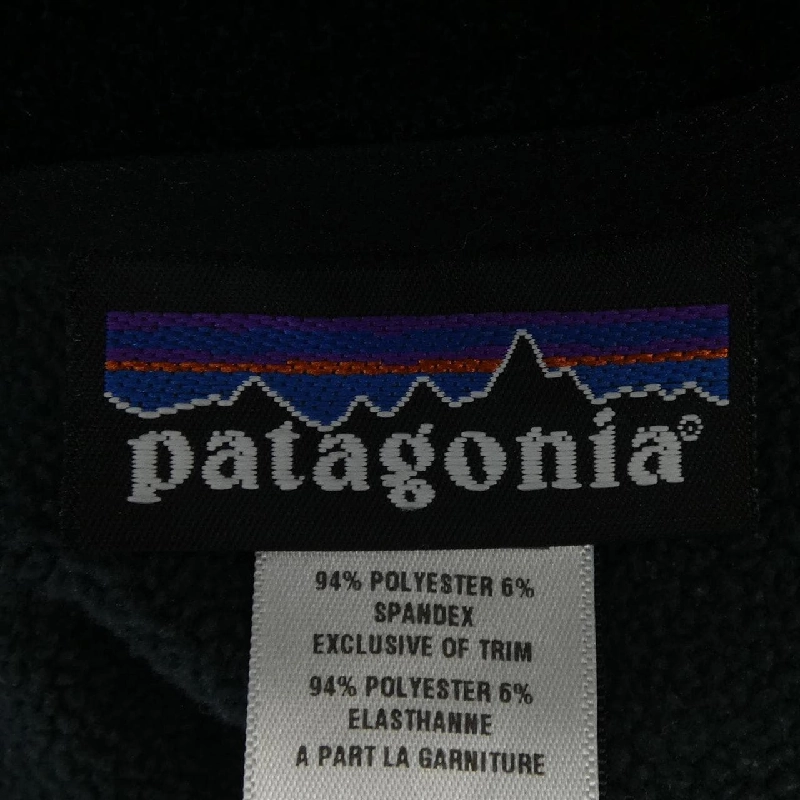 patagonia®
94% POLYESTER 6%
SPANDEX
EXCLUSIVE OF TRIM
94% POLYESTER 6%
ELASTHANNE
A PART LA GARNITURE